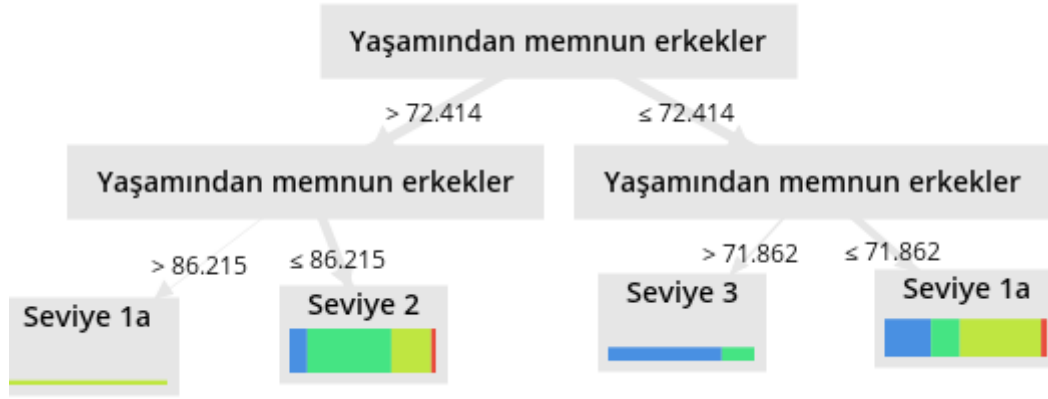 Yaşamından memnun erkekler
> 72.414
≤ 72.414
Yaşamından memnun erkekler
Yaşamından memnun erkekler
> 86.215
≤ 86.215
> 71.862
≤ 71.862
Seviye 1a
Seviye 2
Seviye 3
Seviye 1a